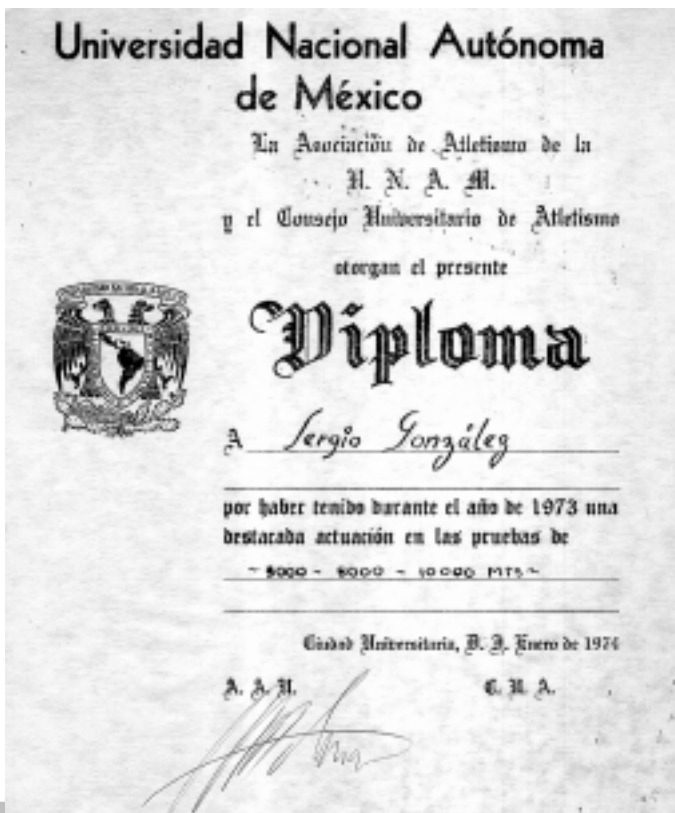 Universidad Nacional Autónoma
de México
La Asociación de Atletismo de la
U. N. A. M.
y el Consejo Universitario de Atletismo
otorgan el presente
Diploma
A Sergio González
por haber tenido durante el año de 1973 una
destacada actuación en las pruebas de
10000 MTS ~
Ciudad Universitaria, D. F. Enero de 1974
A. A. U.
C. U. A.